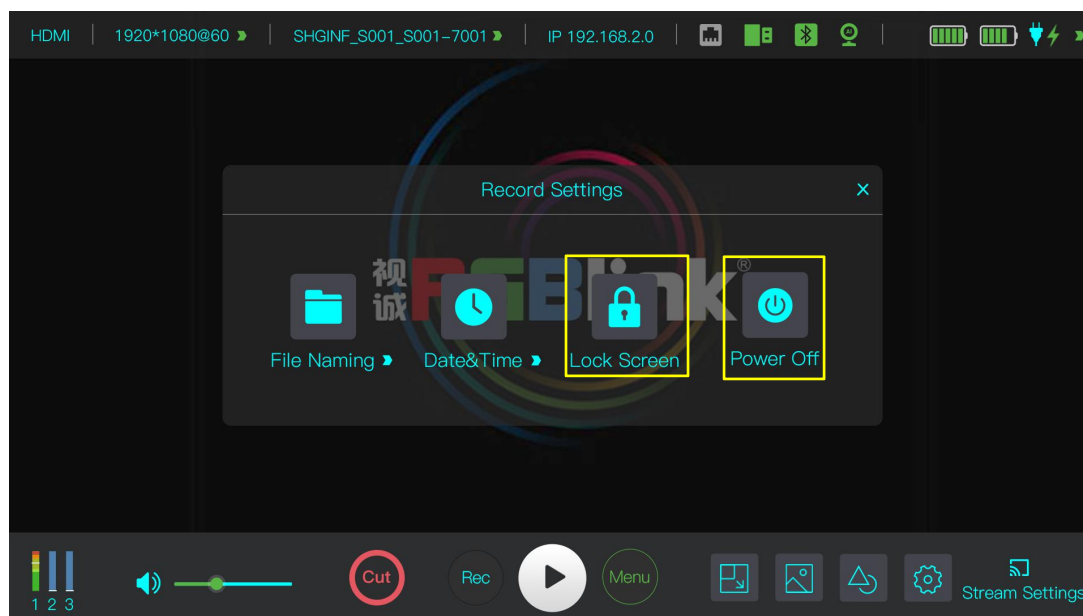 HDMI 1920*1080@60 SHGINF_S001_S001-7001 IP 192.168.2.0 AI
Record Settings
视诚 RGBlink®
File Naming Date&Time Lock Screen Power Off
Cut Rec Menu
1 2 3 Stream Settings